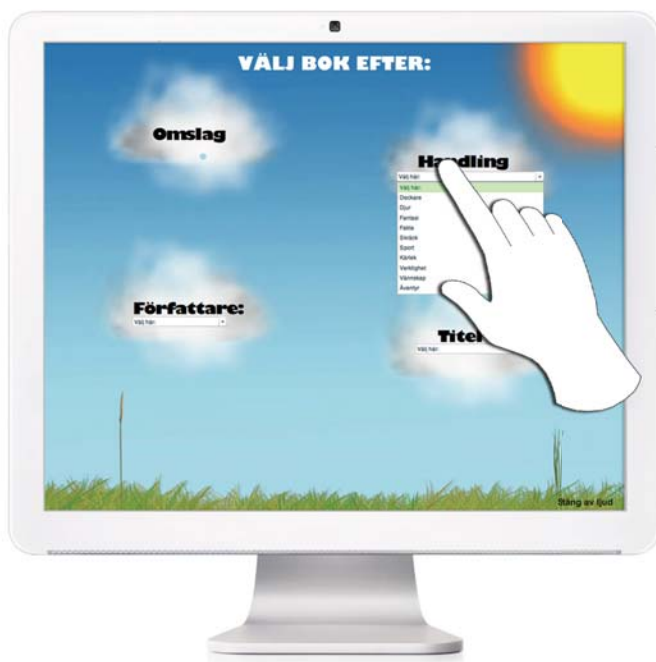 VÄLJ BOK EFTER:
Omslag
Handling
Välj här:
Välj här:
Deckare
Djur
Fantasi
Fakta
Skräck
Sport
Kärlek
Verklighet
Vänskap
Äventyr
Författare:
Välj här:
Titel
Välj här:
Stäng av ljud